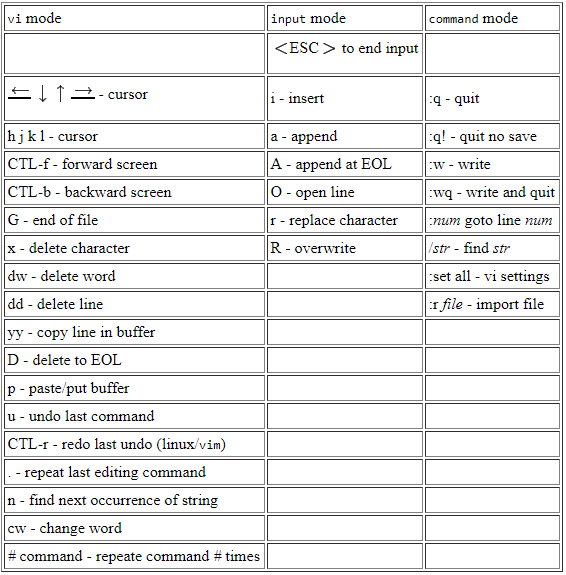 vi mode input mode command mode
<ESC> to end input
← ↓ ↑ → - cursor i - insert :q - quit
h j k l - cursor a - append :q! - quit no save
CTL-f - forward screen A - append at EOL :w - write
CTL-b - backward screen O - open line :wq - write and quit
G - end of file r - replace character :num goto line num
x - delete character R - overwrite /str - find str
dw - delete word :set all - vi settings
dd - delete line :r file - import file
yy - copy line in buffer
D - delete to EOL
p - paste/put buffer
u - undo last command
CTL-r - redo last undo (linux/vim)
. - repeat last editing command
n - find next occurrence of string
cw - change word
# command - repeate command # times